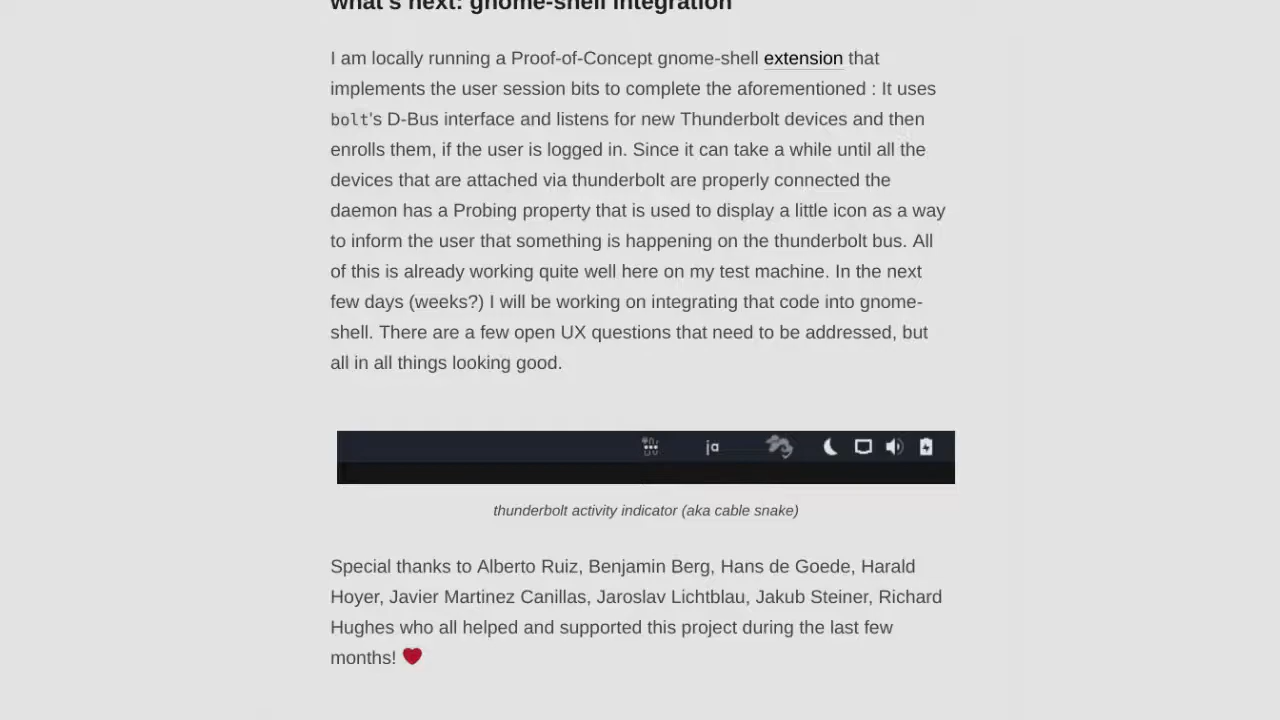 what's next: gnome-shell integration
I am locally running a Proof-of-Concept gnome-shell extension that
implements the user session bits to complete the aforementioned : It uses
bolt's D-Bus interface and listens for new Thunderbolt devices and then
enrolls them, if the user is logged in. Since it can take a while until all the
devices that are attached via thunderbolt are properly connected the
daemon has a Probing property that is used to display a little icon as a way
to inform the user that something is happening on the thunderbolt bus. All
of this is already working quite well here on my test machine. In the next
few days (weeks?) I will be working on integrating that code into gnome-
shell. There are a few open UX questions that need to be addressed, but
all in all things looking good.
ja
thunderbolt activity indicator (aka cable snake)
Special thanks to Alberto Ruiz, Benjamin Berg, Hans de Goede, Harald
Hoyer, Javier Martinez Canillas, Jaroslav Lichtblau, Jakub Steiner, Richard
Hughes who all helped and supported this project during the last few
months! ❤